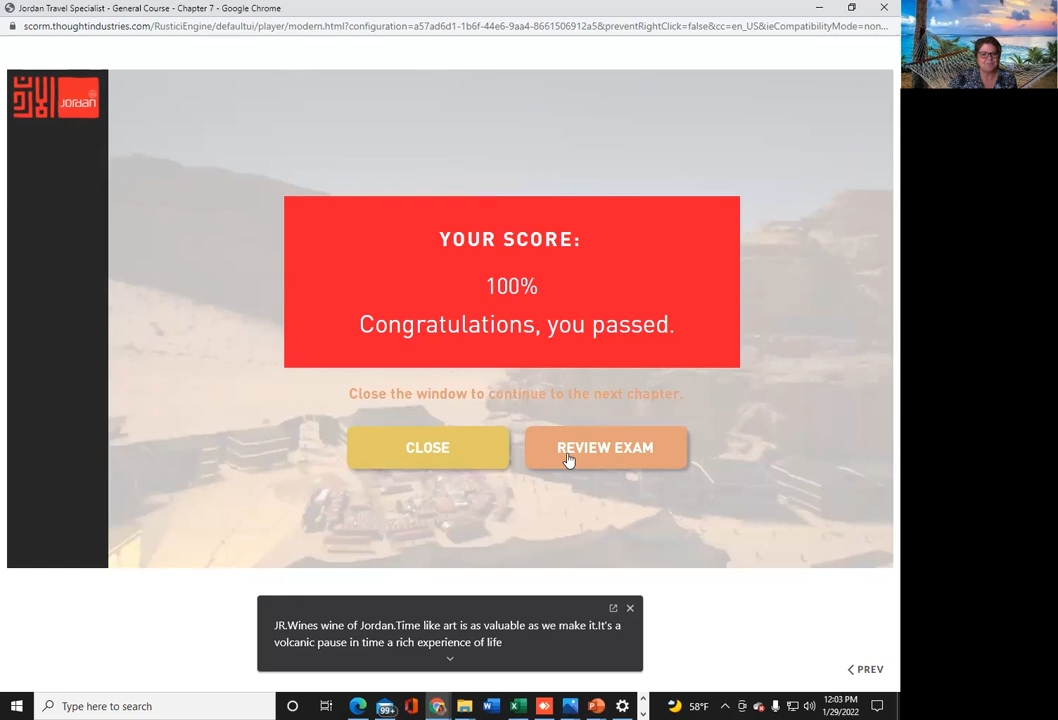 Jordan Travel Specialist - General Course - Chapter 7 - Google Chrome
scorm.thoughtindustries.com/RusticiEngine/defaultui/player/modern.html?configuration=a57ad6d1-1b6f-44e6-9aa4-8661506912a5&preventRightClick=false&cc=en_US&ieCompatibilityMode=non...
الأردن Jordan
YOUR SCORE:
100%
Congratulations, you passed.
Close the window to continue to the next chapter.
CLOSE
REVIEW EXAM
JR.Wines wine of Jordan.Time like art is as valuable as we make it.It's a
volcanic pause in time a rich experience of life
PREV
Type here to search
99+
58°F
12:03 PM
1/29/2022